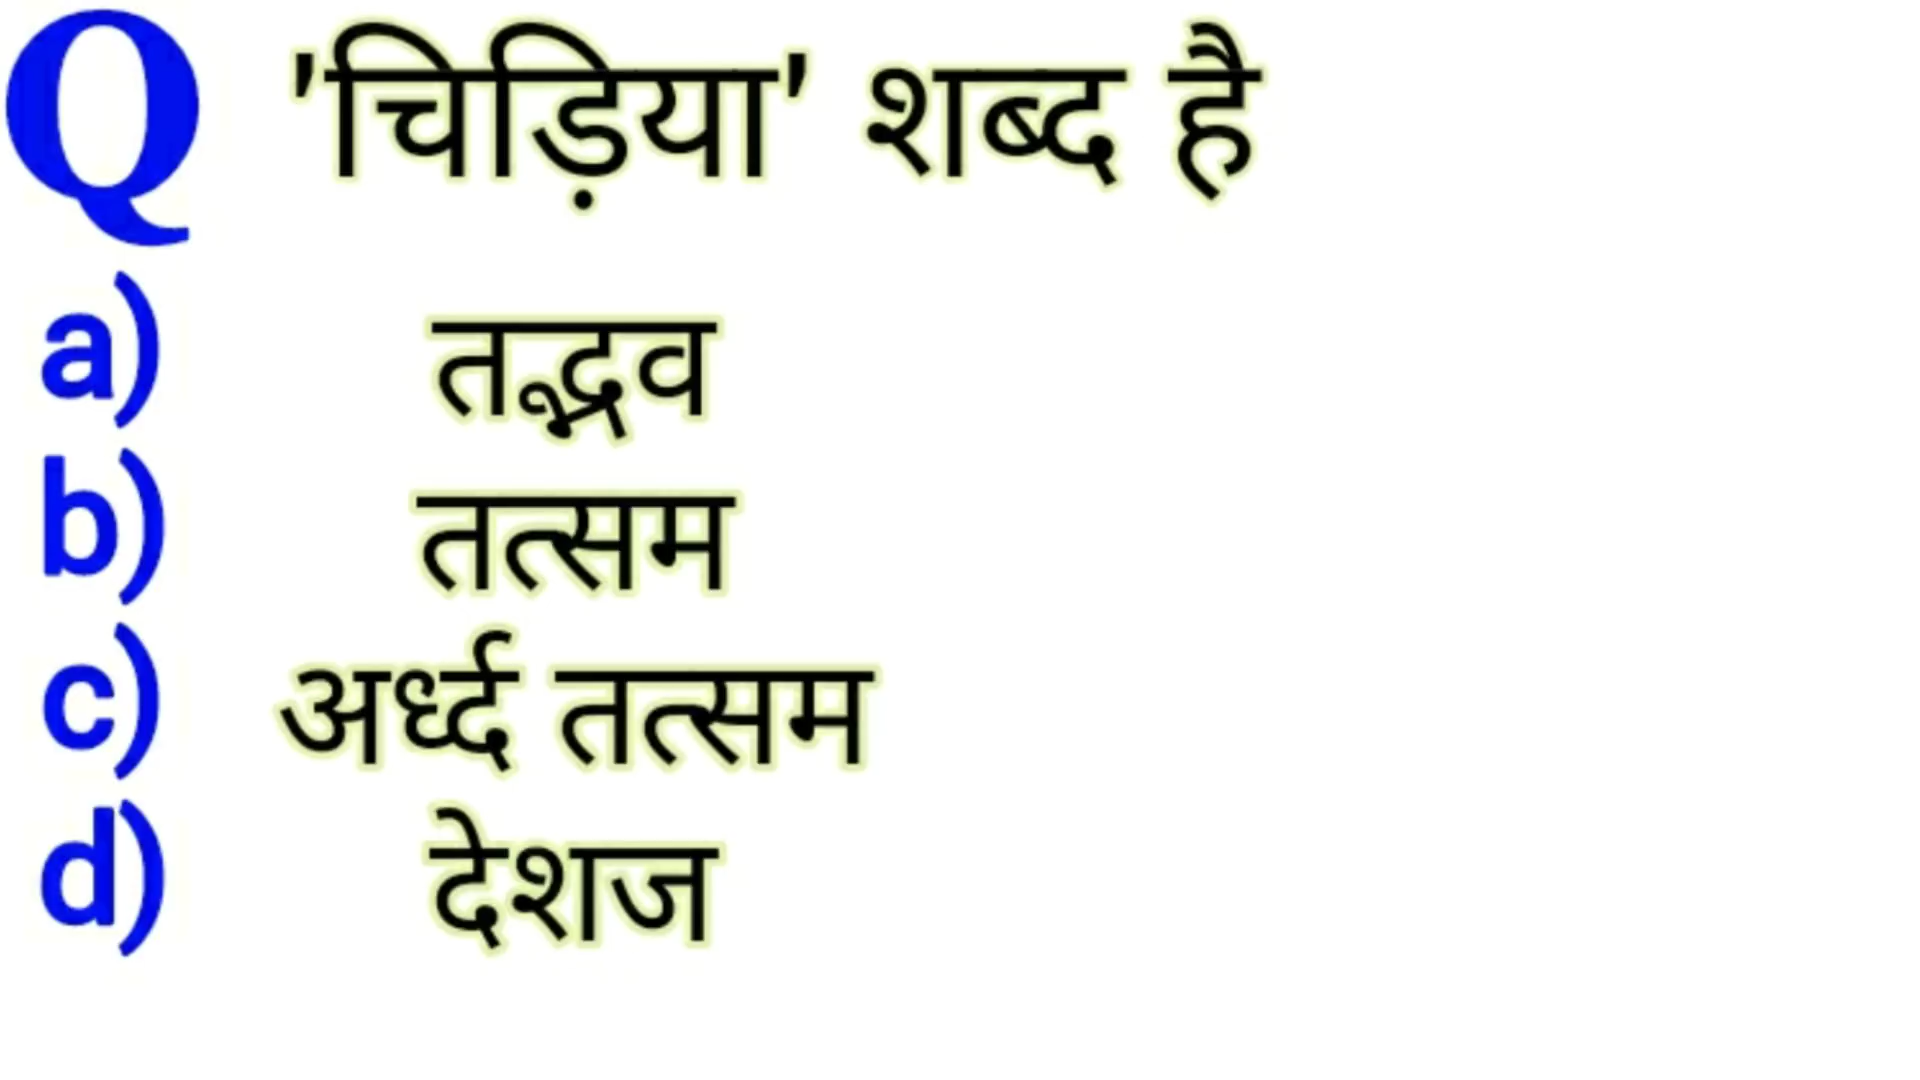 Q 'चिड़िया' शब्द है
a) तद्भव
b) तत्सम
c) अर्ध्द तत्सम
d) देशज